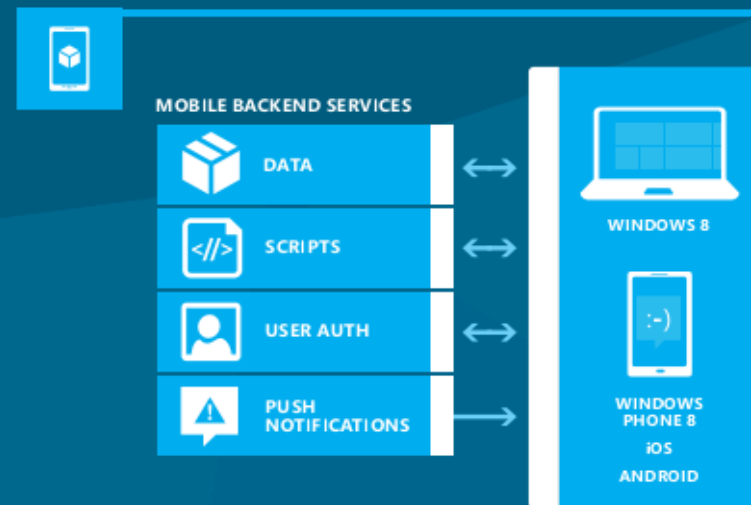 MOBILE BACKEND SERVICES
DATA
</>
SCRIPTS
USER AUTH
!
PUSH
NOTIFICATIONS
WINDOWS 8
:-)
WINDOWS
PHONE 8
iOS
ANDROID